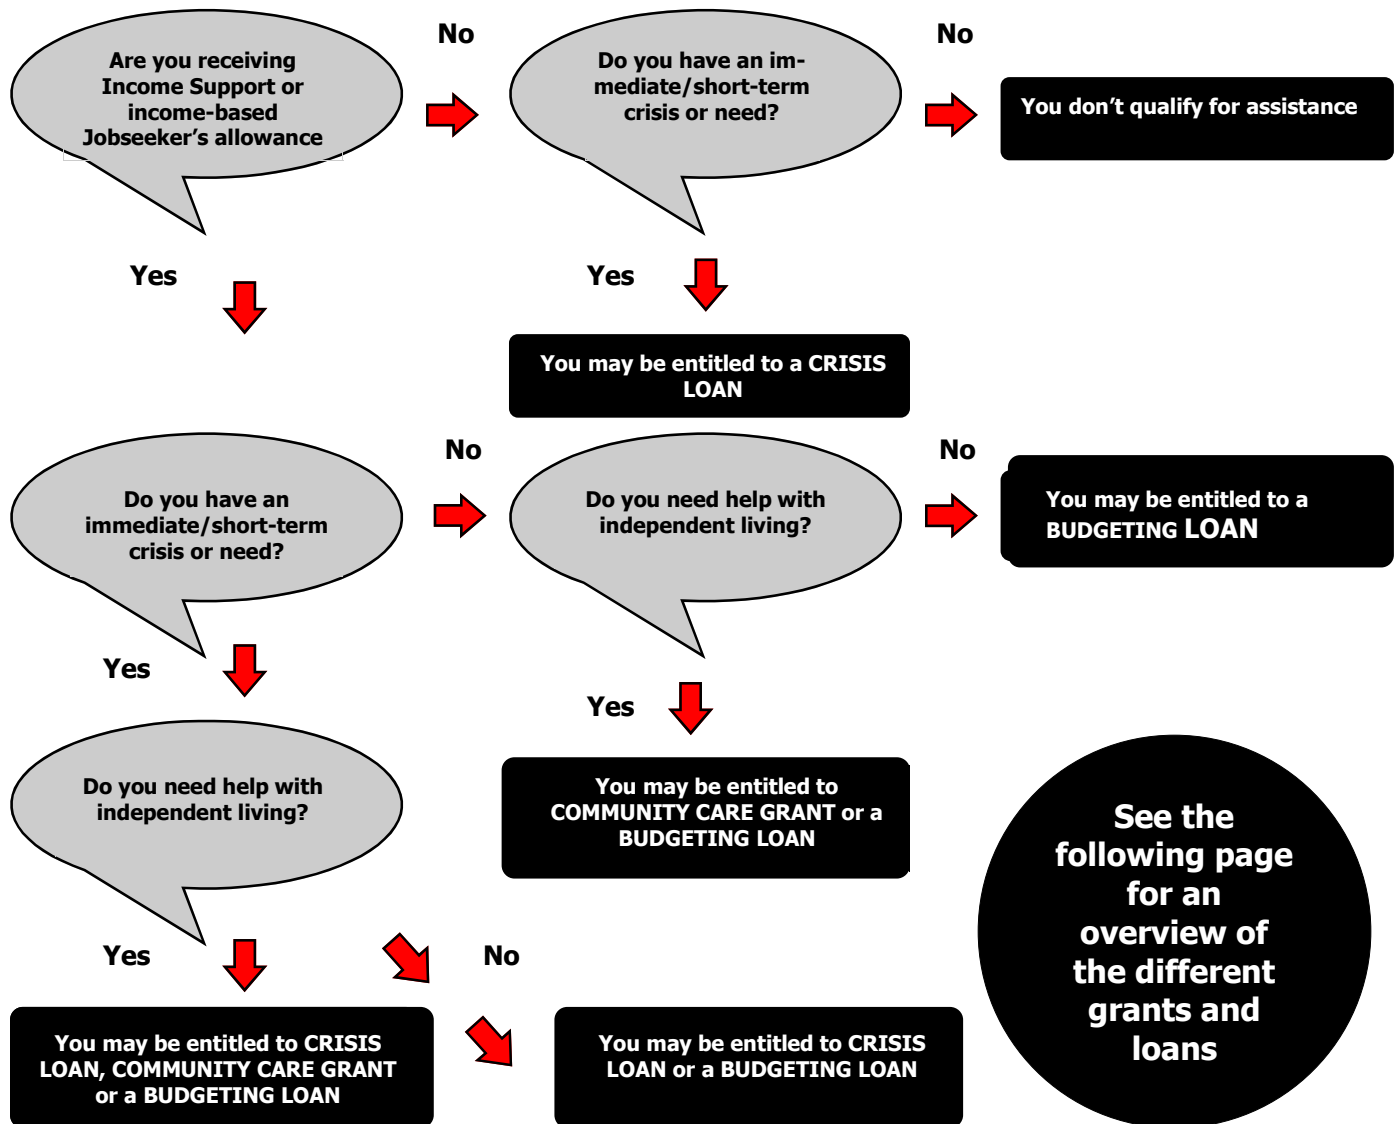 Are you receiving
Income Support or
income-based
Jobseeker’s allowance
No
Do you have an im-
mediate/short-term
crisis or need?
No
You don’t qualify for assistance
Yes
Yes
You may be entitled to a CRISIS
LOAN
Do you have an
immediate/short-term
crisis or need?
No
Do you need help with
independent living?
No
You may be entitled to a
BUDGETING LOAN
Yes
Yes
Do you need help with
independent living?
You may be entitled to
COMMUNITY CARE GRANT or a
BUDGETING LOAN
See the
following page
for an
overview of
the different
grants and
loans
Yes
No
You may be entitled to CRISIS
LOAN, COMMUNITY CARE GRANT
or a BUDGETING LOAN
You may be entitled to CRISIS
LOAN or a BUDGETING LOAN